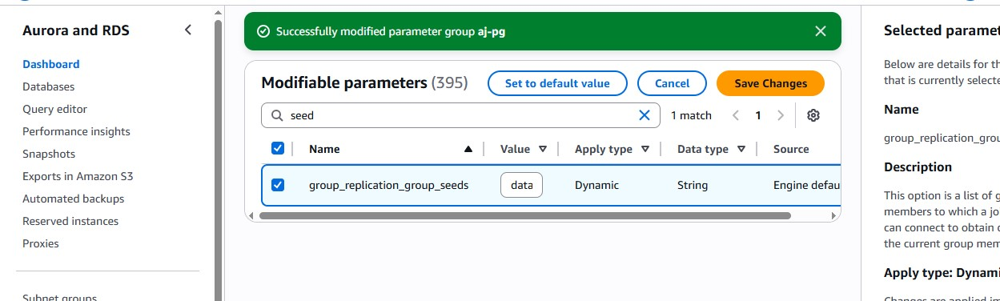 Aurora and RDS
Dashboard
Databases
Query editor
Performance insights
Snapshots
Exports in Amazon S3
Automated backups
Reserved instances
Proxies
Subnet groups
Successfully modified parameter group aj-pg
Modifiable parameters (395)
Set to default value
Cancel
Save Changes
seed
1 match
1
Name Value Apply type Data type Source
group_replication_group_seeds data Dynamic String Engine defau
Selected paramet
Below are details for th
that is currently selecte
Name
group_replication_grou
Description
This option is a list of g
members to which a jo
can connect to obtain
the current group mem
Apply type: Dynami